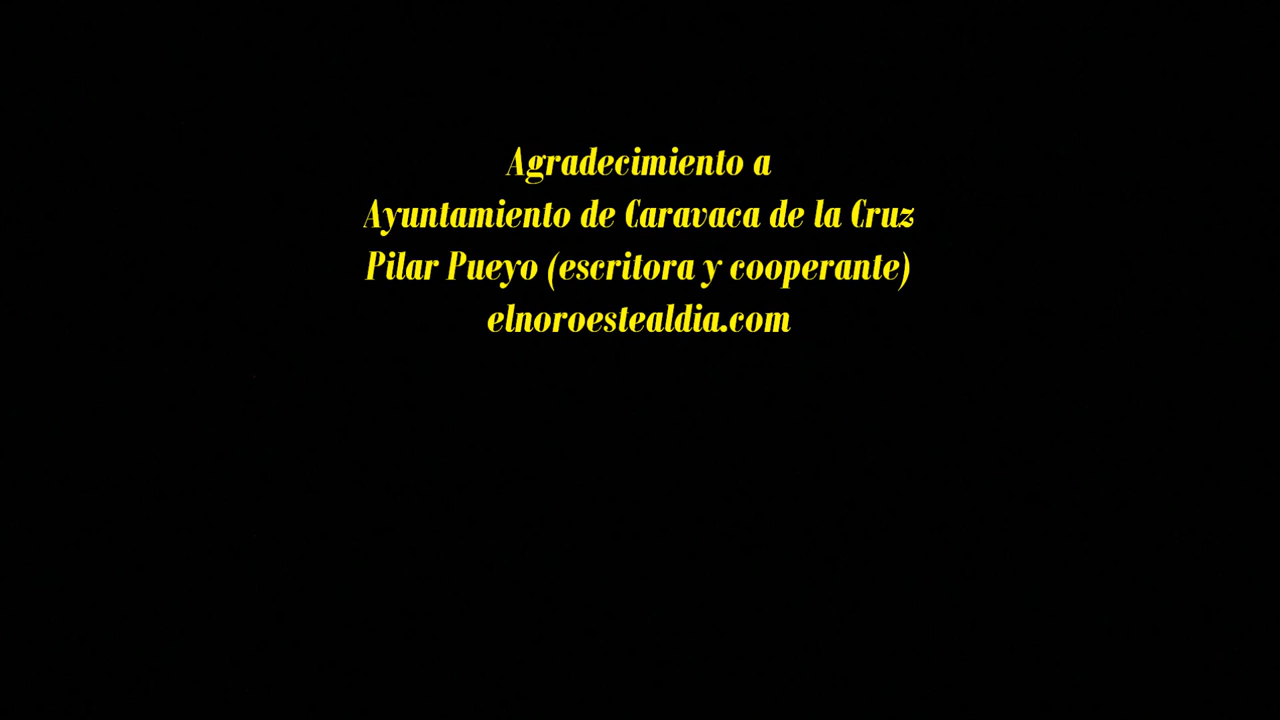 Agradecimiento a
Ayuntamiento de Caravaca de la Cruz
Pilar Pueyo (escritora y cooperante)
elnoroestealdia.com